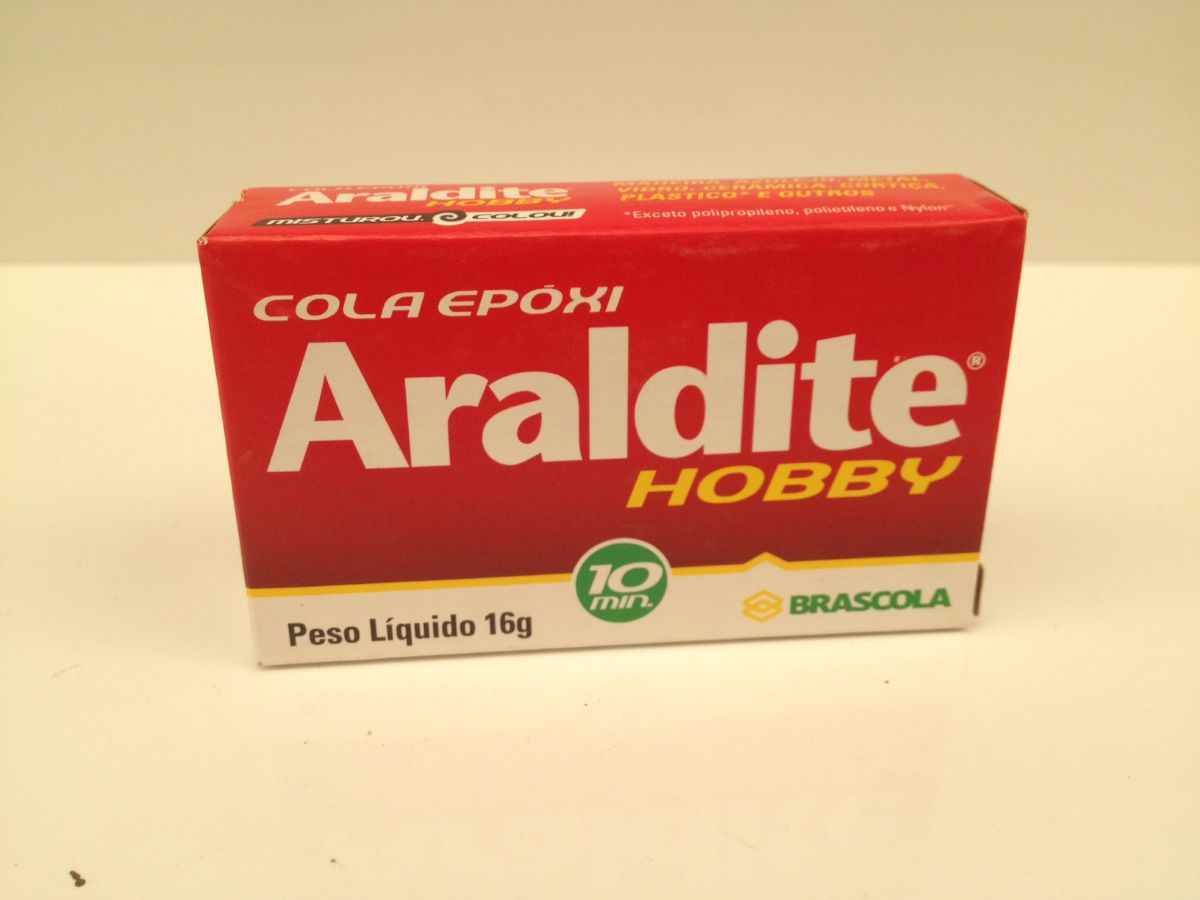 Araldite
HOBBY
MISTUROU, COLOU!
VIDRO, CERÂMICA, CORTIÇA,
PLÁSTICO* E OUTROS
*Exceto polipropileno, polietileno e Nylon
COLA EPÓXI
Araldite®
HOBBY
10
min.
Peso Líquido 16g
BRASCOLA